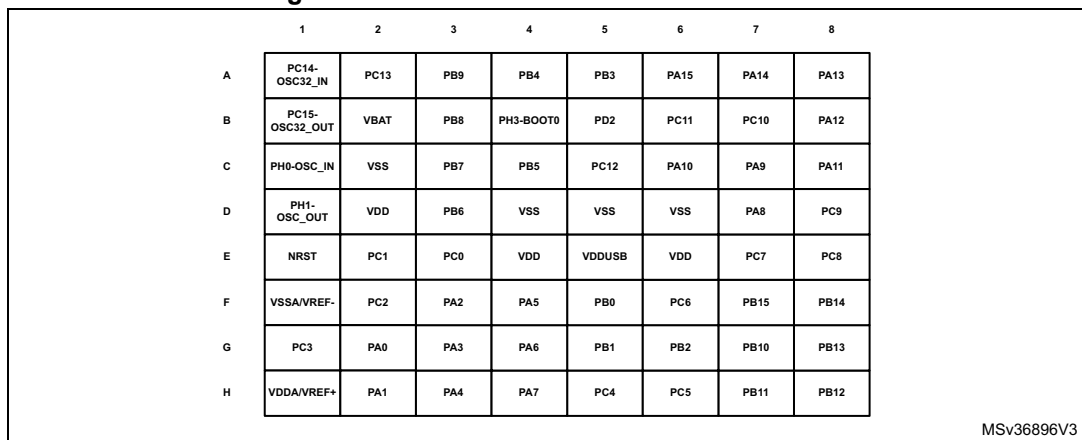 g
1 2 3 4 5 6 7 8
A PC14-OSC32_IN PC13 PB9 PB4 PB3 PA15 PA14 PA13
B PC15-OSC32_OUT VBAT PB8 PH3-BOOT0 PD2 PC11 PC10 PA12
C PH0-OSC_IN VSS PB7 PB5 PC12 PA10 PA9 PA11
D PH1-OSC_OUT VDD PB6 VSS VSS VSS PA8 PC9
E NRST PC1 PC0 VDD VDDUSB VDD PC7 PC8
F VSSA/VREF- PC2 PA2 PA5 PB0 PC6 PB15 PB14
G PC3 PA0 PA3 PA6 PB1 PB2 PB10 PB13
H VDDA/VREF+ PA1 PA4 PA7 PC4 PC5 PB11 PB12
MSv36896V3